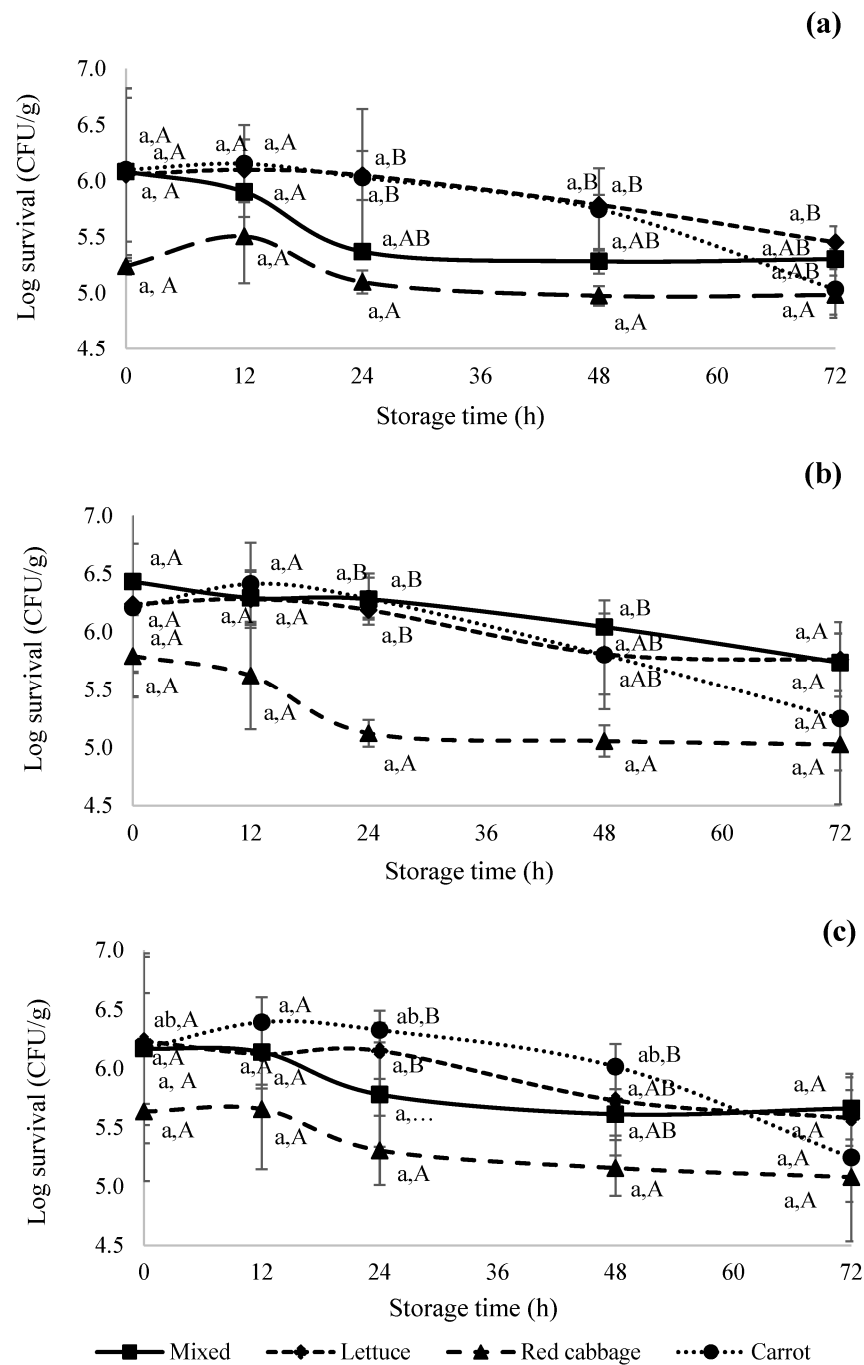 (a)
7.0
6.5
6.0
5.5
5.0
4.5
Log survival (CFU/g)
a,A
a,A
a,A
a,A
a, A
a,A
a, A
a,A
a,B
a,B
a,AB
a,A
a,B
a,B
a,AB
a,A
a,B
a,AB
a,AB
a,A
0 12 24 36 48 60 72
Storage time (h)
(b)
7.0
6.5
6.0
5.5
5.0
4.5
Log survival (CFU/g)
a,A
a,A
a,A
a,A
a,A
a,A
a,A
a,A
a,B
a,B
a,B
a,A
a,B
a,AB
aAB
a,A
a,A
a,A
a,A
a,A
0 12 24 36 48 60 72
Storage time (h)
(c)
7.0
6.5
6.0
5.5
5.0
4.5
Log survival (CFU/g)
ab,A
a,A
a, A
a,A
a,A
a,A
a,A
a,A
ab,B
a,B
a,…
a,A
ab,B
a,AB
a,AB
a,A
a,A
a,A
a,A
a,A
0 12 24 36 48 60 72
Storage time (h)
Mixed Lettuce Red cabbage Carrot